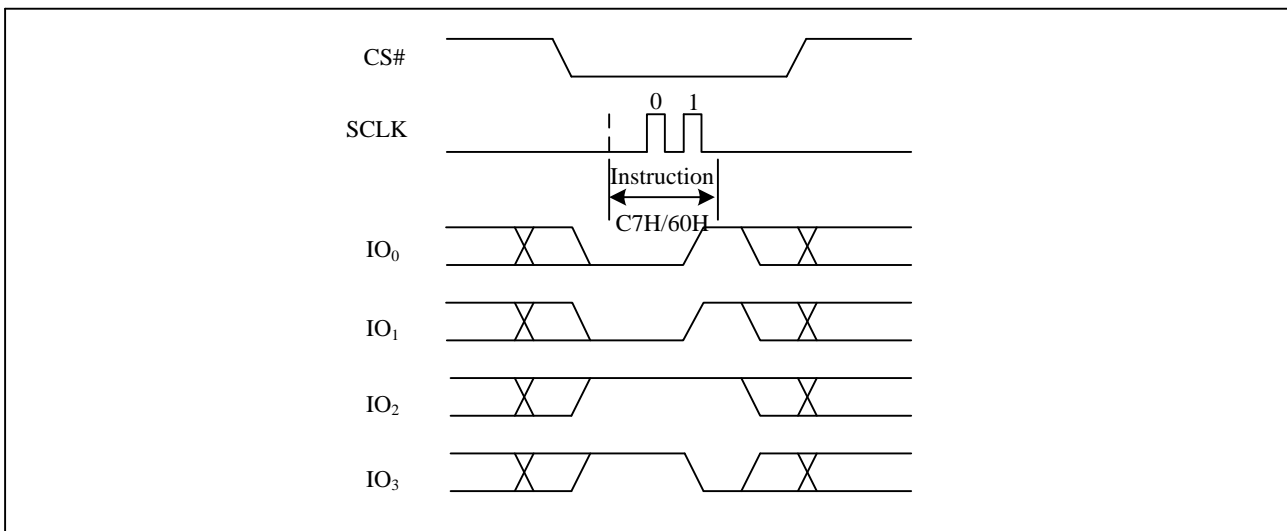 CS#
0 1
SCLK
Instruction
C7H/60H
IO₀
IO₁
IO₂
IO₃